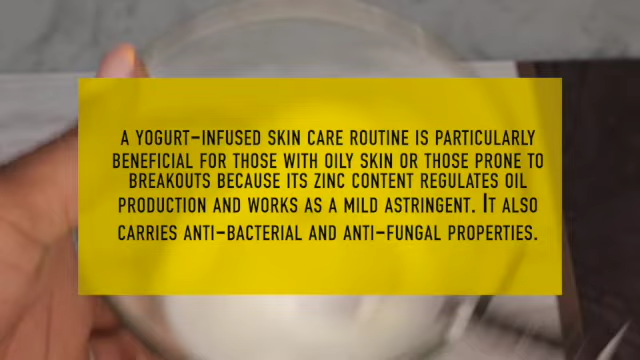 A YOGURT-INFUSED SKIN CARE ROUTINE IS PARTICULARLY
BENEFICIAL FOR THOSE WITH OILY SKIN OR THOSE PRONE TO
BREAKOUTS BECAUSE ITS ZINC CONTENT REGULATES OIL
PRODUCTION AND WORKS AS A MILD ASTRINGENT. IT ALSO
CARRIES ANTI-BACTERIAL AND ANTI-FUNGAL PROPERTIES.